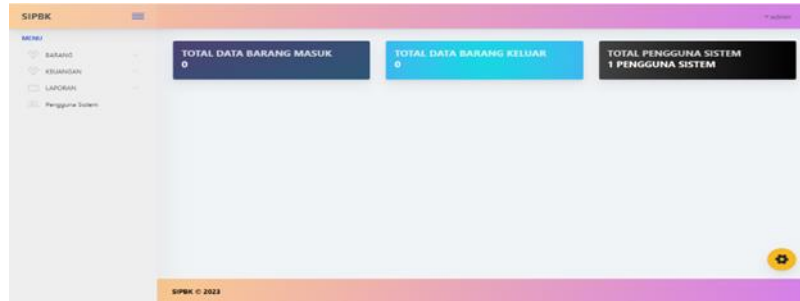 SIPBK
admin
MENU
BARANG
KEUANGAN
LAPORAN
Pengguna Sistem
TOTAL DATA BARANG MASUK
0
TOTAL DATA BARANG KELUAR
0
TOTAL PENGGUNA SISTEM
1 PENGGUNA SISTEM
SIPBK © 2023